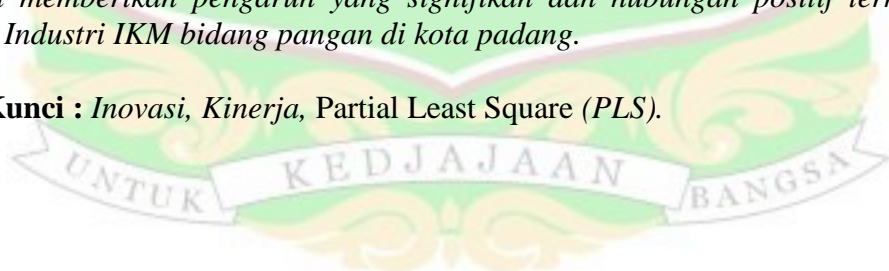 memberikan pengaruh yang signifikan dan hubungan positif
Industri IKM bidang pangan di kota padang.
Kunci : Inovasi, Kinerja, Partial Least Square (PLS).
UNTUK KEDJAJAAN BANGSA